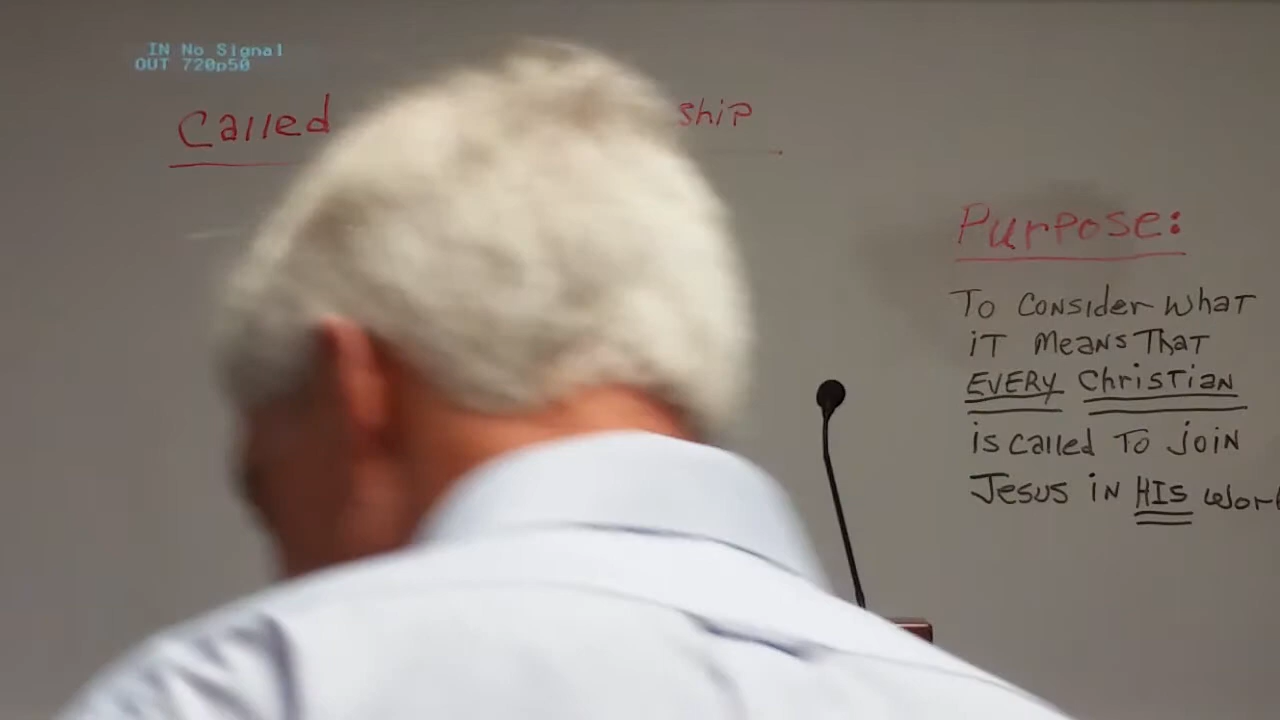 IN No Signal
OUT 720p50
Called ship
Purpose:
To Consider what
iT Means That
EVERY Christian
is called To join
Jesus in HIS